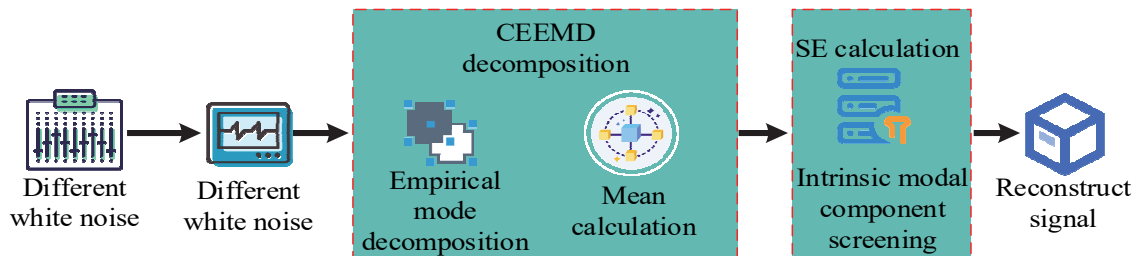 Different
white noise
Different
white noise
CEEMD
decomposition
Empirical
mode
decomposition
Mean
calculation
SE calculation
Intrinsic modal
component
screening
Reconstruct
signal